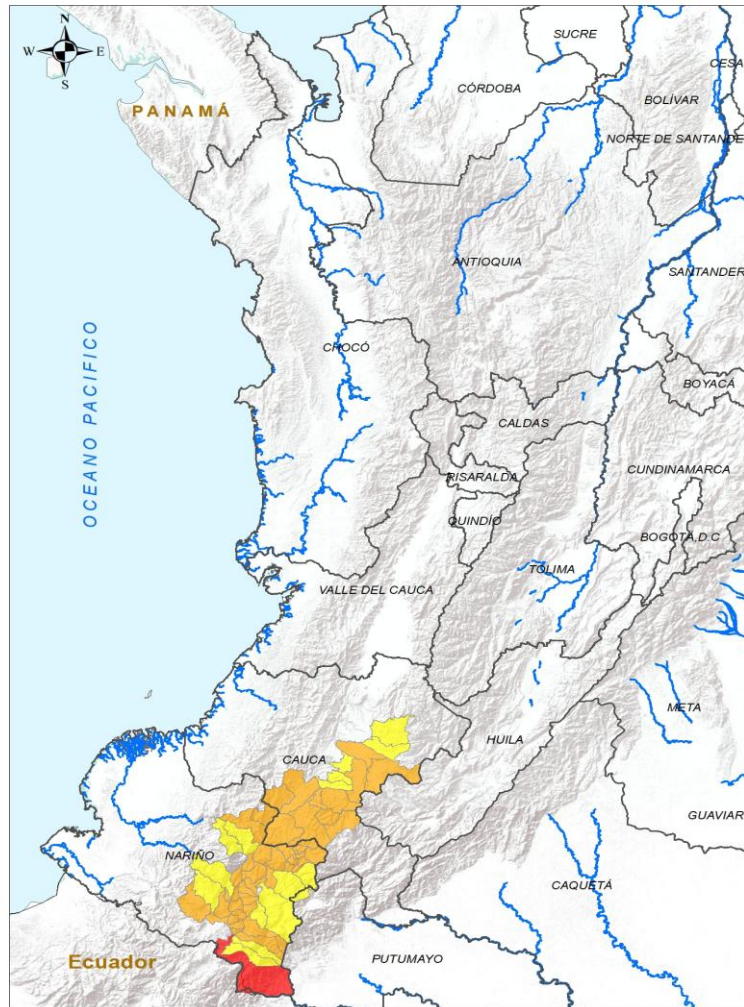 N
W E
S
SUCRE
CESA
CÓRDOBA
BOLÍVAR
PANAMÁ
NORTE DE SANTANDE
ANTIOQUIA
SANTANDER
OCEANO PACIFICO
CHOCÓ
BOYACÁ
CALDAS
CUNDINAMARCA
RISARALDA
QUINDÍO
BOGOTÁ, D.C
TOLIMA
VALLE DEL CAUCA
META
HUILA
CAUCA
GUAVIAR
NARIÑO
CAQUETÁ
Ecuador
PUTUMAYO